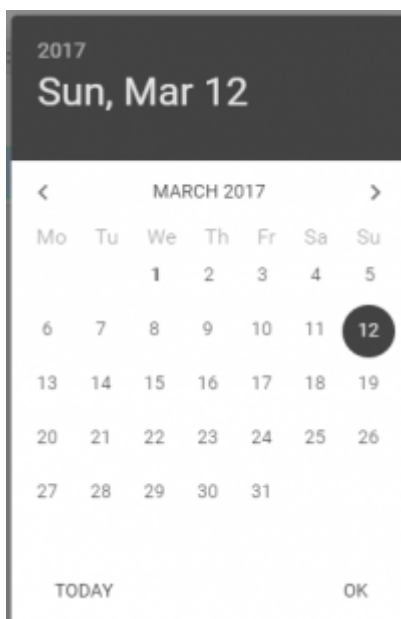 2017
Sun, Mar 12
MARCH 2017
Mo Tu We Th Fr Sa Su
1 2 3 4 5
6 7 8 9 10 11 12
13 14 15 16 17 18 19
20 21 22 23 24 25 26
27 28 29 30 31
TODAY OK